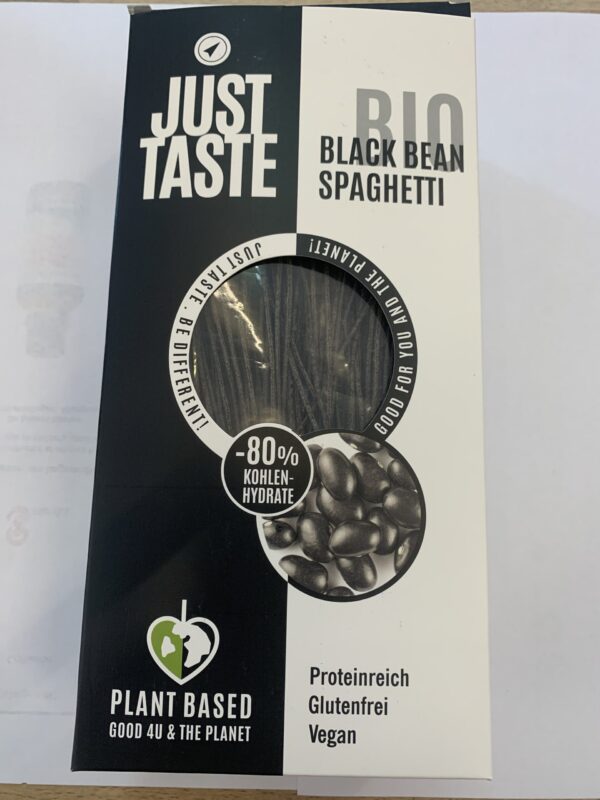 JUST
TASTE
BIO
BLACK BEAN
SPAGHETTI
JUST TASTE . BE DIFFERENT!
GOOD FOR YOU AND THE PLANET!
-80%
KOHLEN-
HYDRATE
PLANT BASED
GOOD 4U & THE PLANET
Proteinreich
Glutenfrei
Vegan